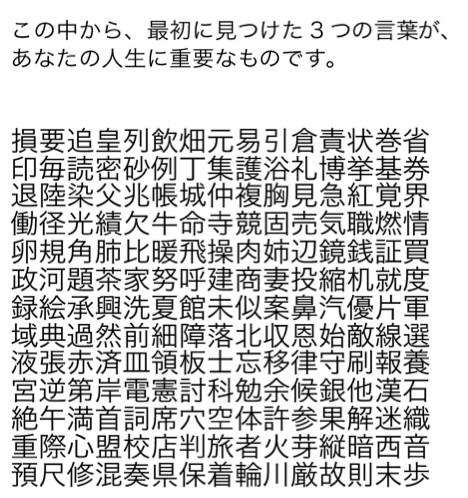 この中から、最初に見つけた３つの言葉が、
あなたの人生に重要なものです。
損要追皇列飲畑元易引倉責状巻省
印毎読密砂例丁集護浴礼博挙基券
退陸染父兆帳城仲複胸見急紅覚界
働径光績欠牛命寺競固売気職燃情
卵規角肺比暖飛操肉姉辺鏡銭証買
政河題茶家努呼建商妻投縮机就度
録絵承興洗夏館未似案鼻汽優片軍
域典過然前細障落北収恩始敵線選
液張赤済皿領板士忘移律守刷報養
宮逆第岸電憲討科勉余候銀他漢石
絶午満首詞席穴空体許参果解迷織
重際心盟校店判旅者火芽縦暗西音
預尺修混奏県保着輪川厳故則末歩